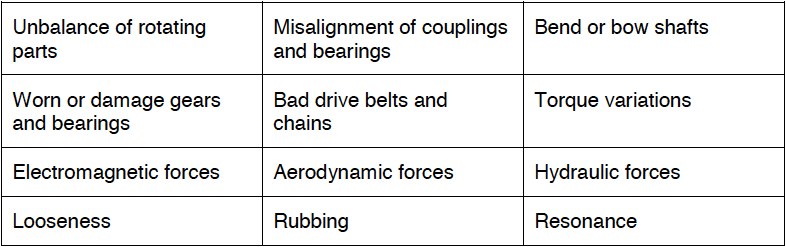 Unbalance of rotating
parts
Misalignment of couplings
and bearings
Bend or bow shafts
Worn or damage gears
and bearings
Bad drive belts and
chains
Torque variations
Electromagnetic forces
Aerodynamic forces
Hydraulic forces
Looseness
Rubbing
Resonance